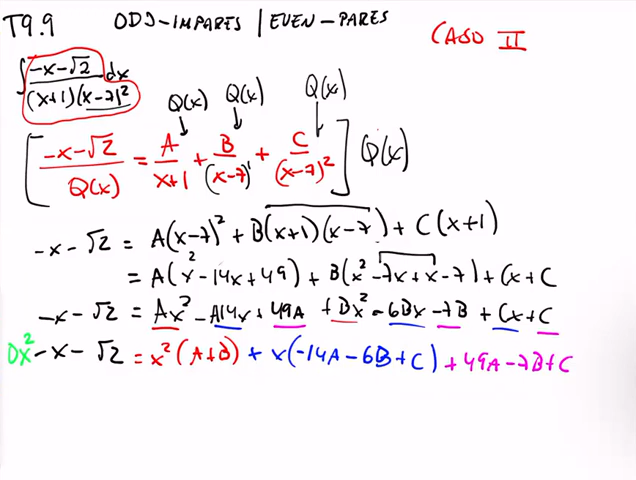 T9.9 ODD-IMPARES | EVEN-PARES
CASO II
∫ (-x-√2)/((x+1)(x-7)²) dx
Q(x) Q(x) Q(x)
[(-x-√2)/Q(x) = A/(x+1) + B/(x-7)¹ + C/(x-7)²] Q(x)
-x-√2 = A(x-7)² + B(x+1)(x-7) + C(x+1)
= A(x²-14x+49) + B(x²-7x+x-7) + Cx+C
-x-√2 = Ax² - A14x + 49A + Bx² - 6Bx - 7B + Cx + C
0x² - x - √2 = x²(A+B) + x(-14A-6B+C) + 49A-7B+C